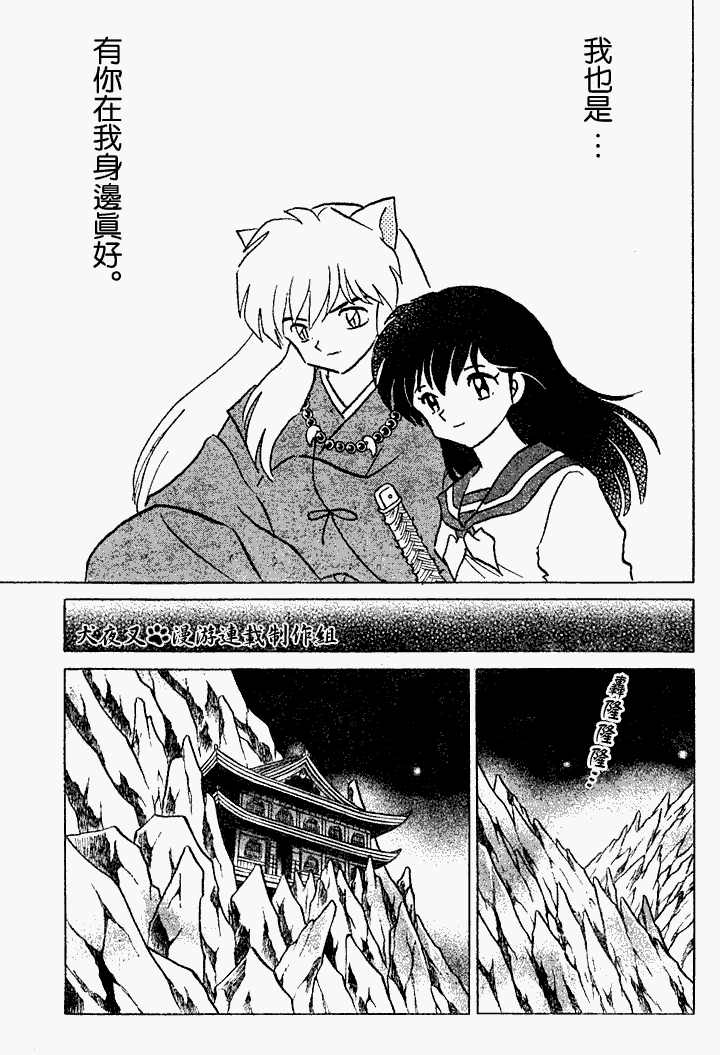 我也是…
有你在我身邊眞好。
犬夜叉漫游連載制作組
轟隆隆隆…